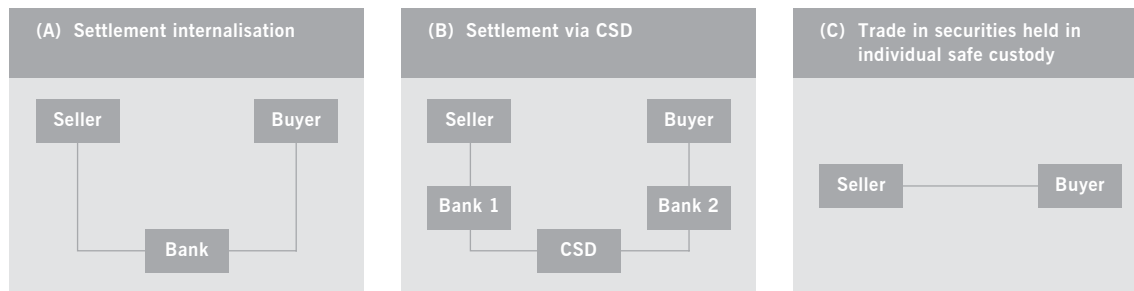 (A) Settlement internalisation
Seller
Buyer
Bank
(B) Settlement via CSD
Seller
Buyer
Bank 1
Bank 2
CSD
(C) Trade in securities held in
individual safe custody
Seller
Buyer